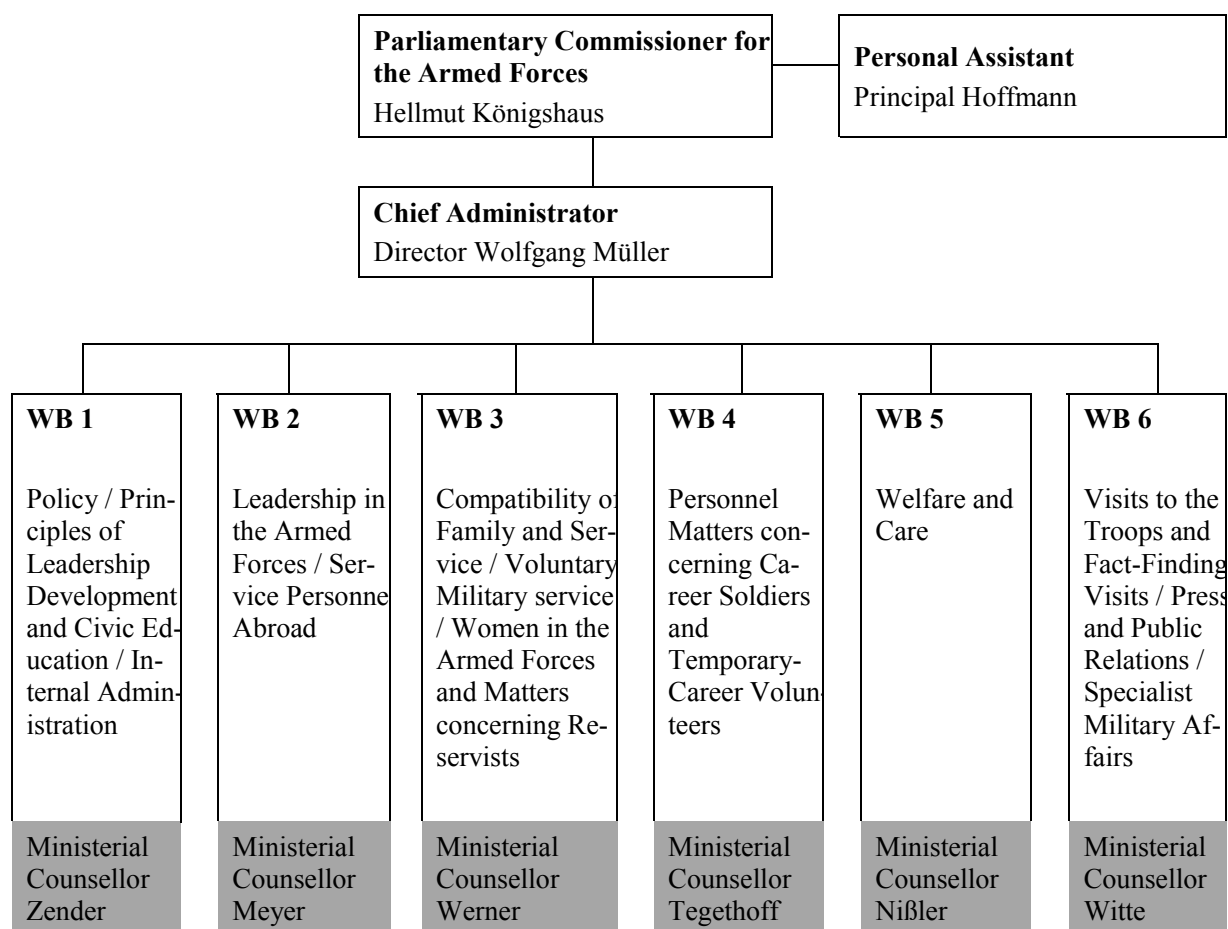 Parliamentary Commissioner for
the Armed Forces
Hellmut Königshaus
Personal Assistant
Principal Hoffmann
Chief Administrator
Director Wolfgang Müller
WB 1
Policy / Prin-
ciples of
Leadership
Development
and Civic Ed-
ucation / In-
ternal Admin-
istration
Ministerial
Counsellor
Zender
WB 2
Leadership in
the Armed
Forces / Ser-
vice Personne
Abroad
Ministerial
Counsellor
Meyer
WB 3
Compatibility of
Family and Ser-
vice / Voluntary
Military service
/ Women in the
Armed Forces
and Matters
concerning Re-
servists
Ministerial
Counsellor
Werner
WB 4
Personnel
Matters con-
cerning Ca-
reer Soldiers
and
Temporary-
Career Volun-
teers
Ministerial
Counsellor
Tegethoff
WB 5
Welfare and
Care
Ministerial
Counsellor
Nißler
WB 6
Visits to the
Troops and
Fact-Finding
Visits / Press
and Public
Relations /
Specialist
Military Af-
fairs
Ministerial
Counsellor
Witte